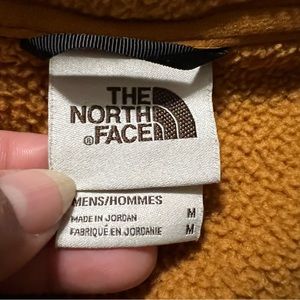 THE
NORTH
®FACE
MENS/HOMMES
MADE IN JORDAN M
FABRIQUÉ EN JORDANIE M